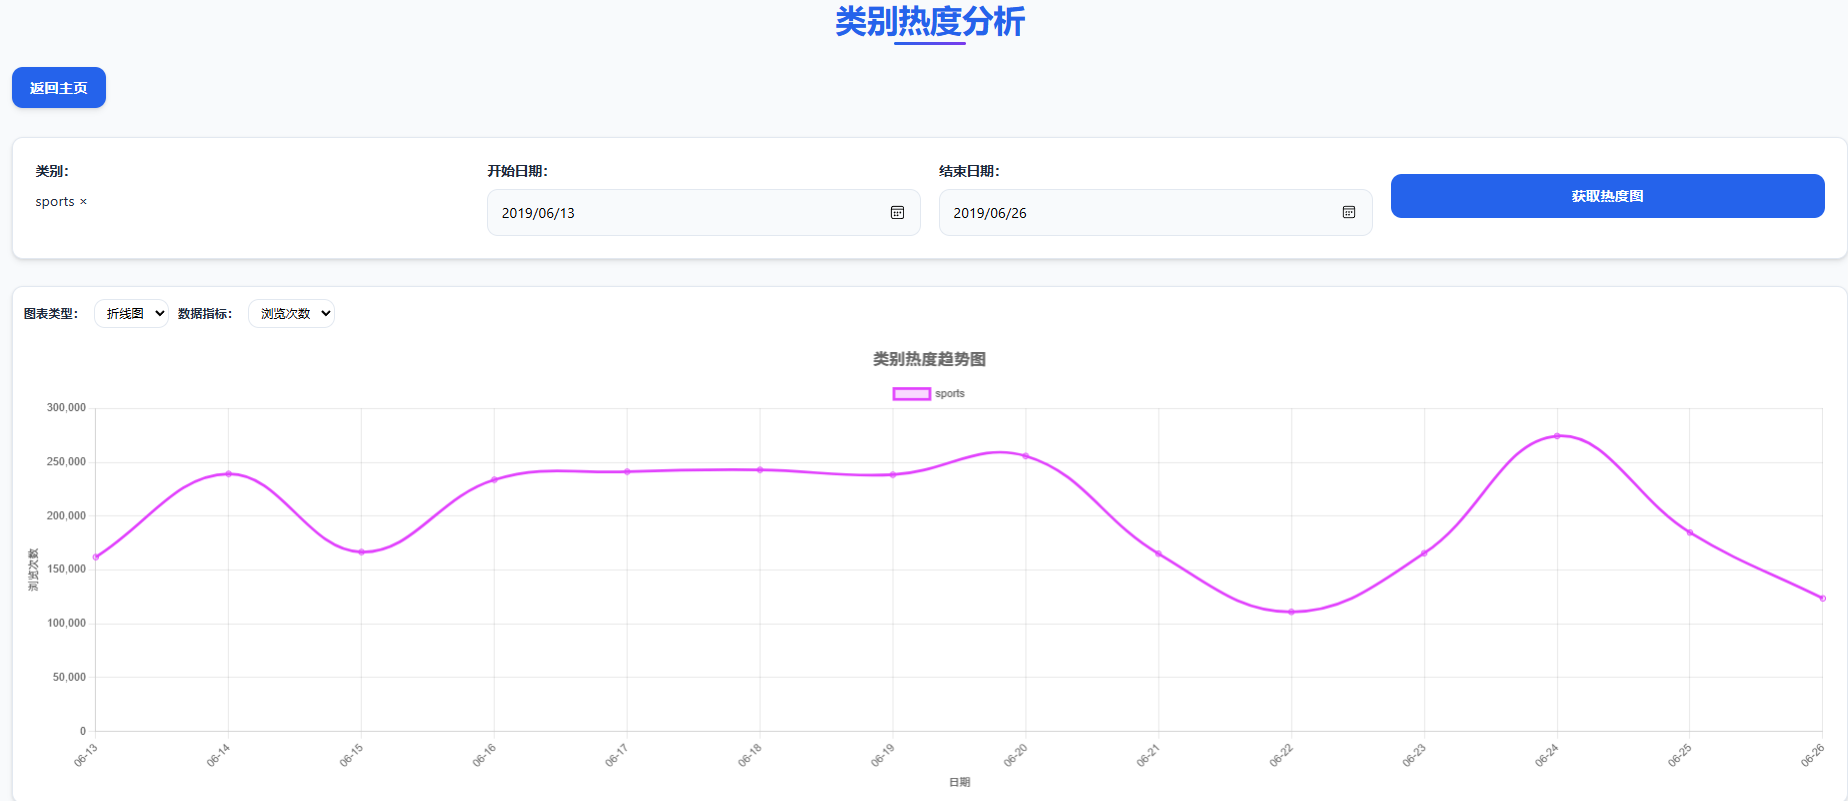 类别热度分析
返回主页
类别：
sports ×
开始日期：
2019/06/13
结束日期：
2019/06/26
获取热度图
图表类型： 折线图 数据指标： 浏览次数
类别热度趋势图
sports
300,000
250,000
200,000
150,000
100,000
50,000
0
浏览次数
06-13 06-14 06-15 06-16 06-17 06-18 06-19 06-20 06-21 06-22 06-23 06-24 06-25 06-26
日期